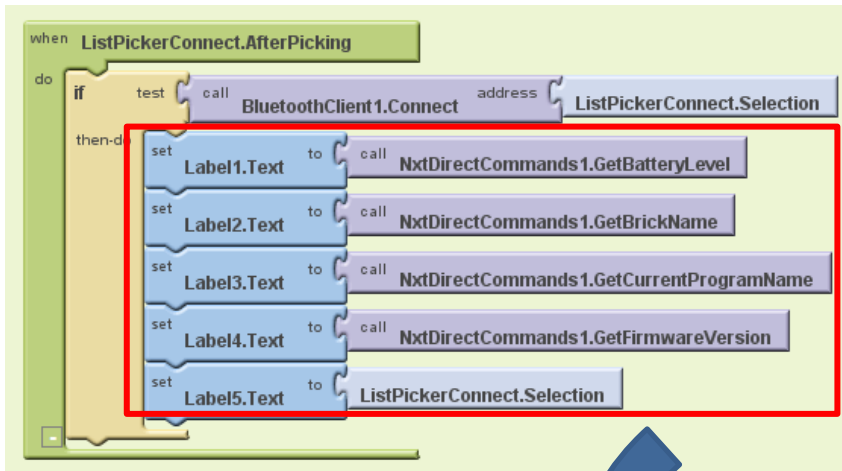 when ListPickerConnect.AfterPicking
do if test call BluetoothClient1.Connect address ListPickerConnect.Selection
then-do
set Label1.Text to call NxtDirectCommands1.GetBatteryLevel
set Label2.Text to call NxtDirectCommands1.GetBrickName
set Label3.Text to call NxtDirectCommands1.GetCurrentProgramName
set Label4.Text to call NxtDirectCommands1.GetFirmwareVersion
set Label5.Text to ListPickerConnect.Selection
-